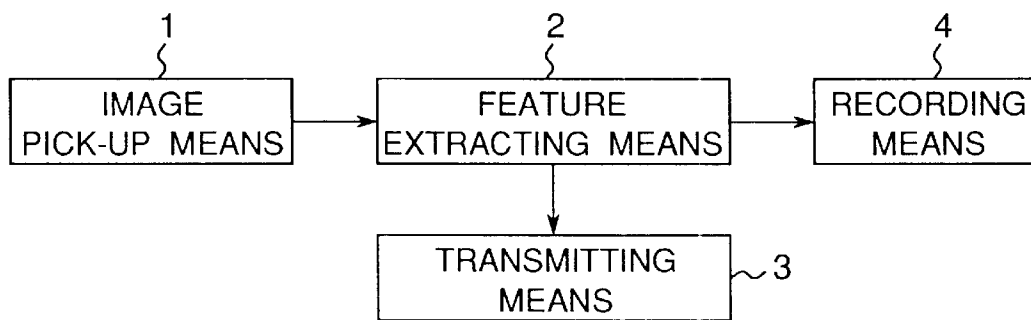 1
2
4
IMAGE
PICK-UP MEANS
FEATURE
EXTRACTING MEANS
RECORDING
MEANS
TRANSMITTING
MEANS
3